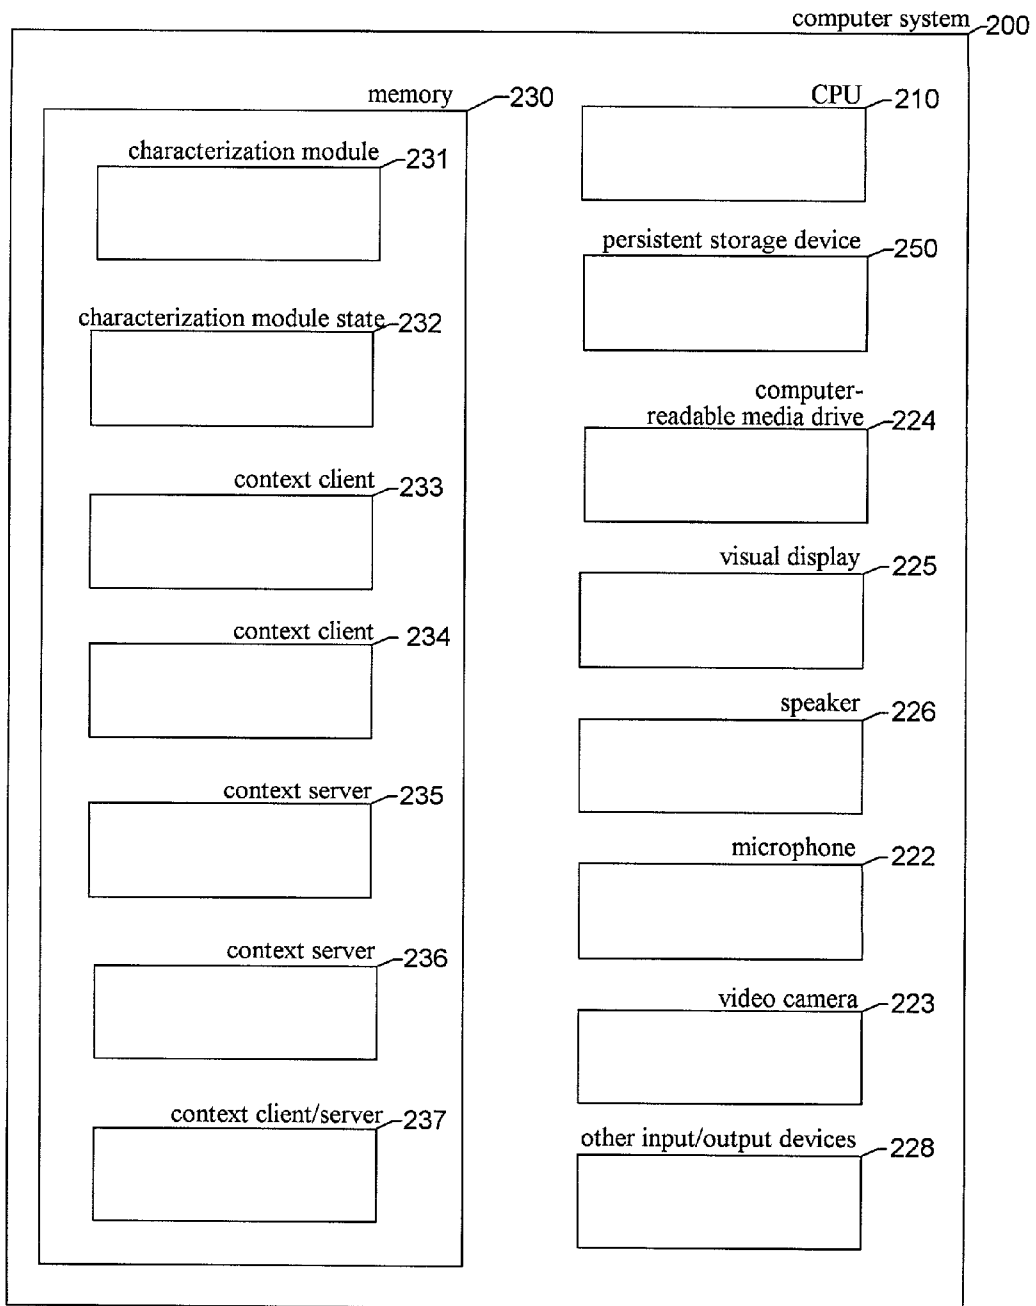 computer system 200
memory 230
characterization module 231
characterization module state 232
context client 233
context client 234
context server 235
context server 236
context client/server 237
CPU 210
persistent storage device 250
computer-
readable media drive 224
visual display 225
speaker 226
microphone 222
video camera 223
other input/output devices 228